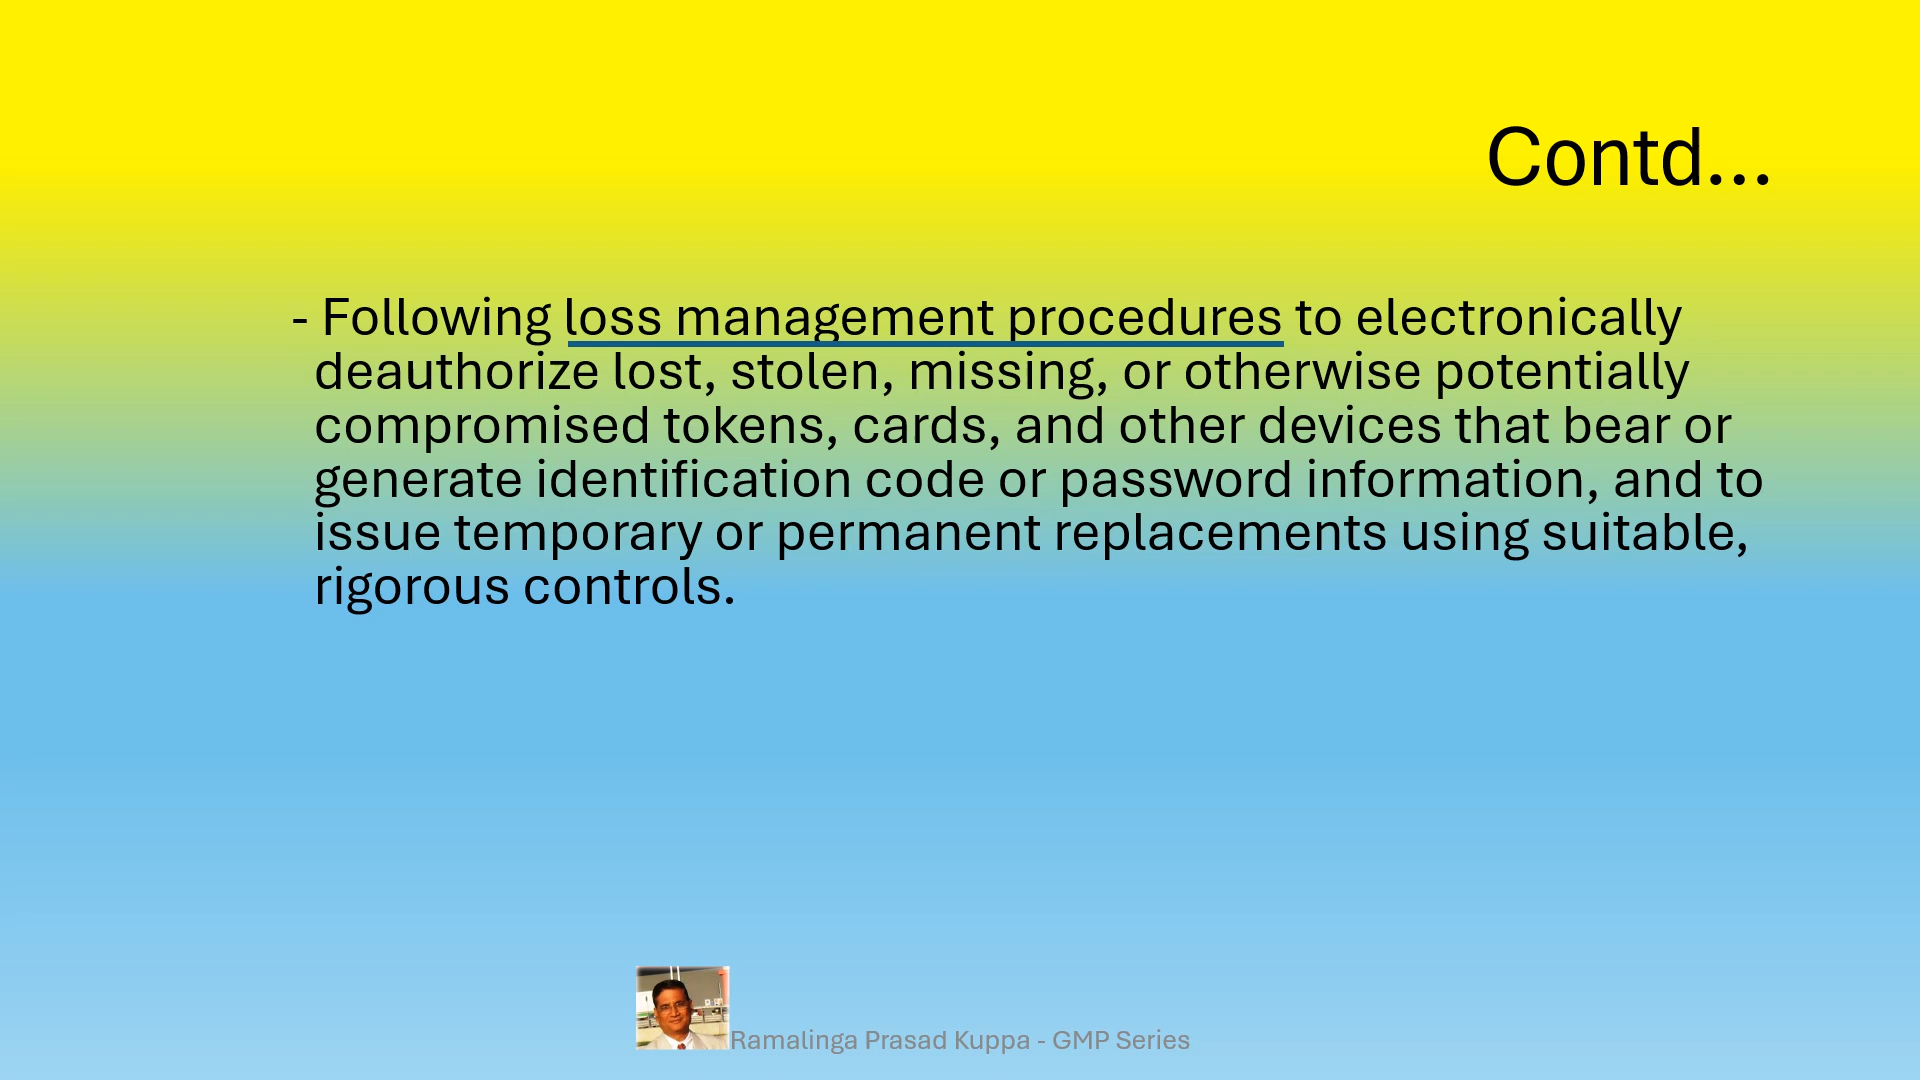 Contd...
- Following loss management procedures to electronically
deauthorize lost, stolen, missing, or otherwise potentially
compromised tokens, cards, and other devices that bear or
generate identification code or password information, and to
issue temporary or permanent replacements using suitable,
rigorous controls.
Ramalinga Prasad Kuppa - GMP Series